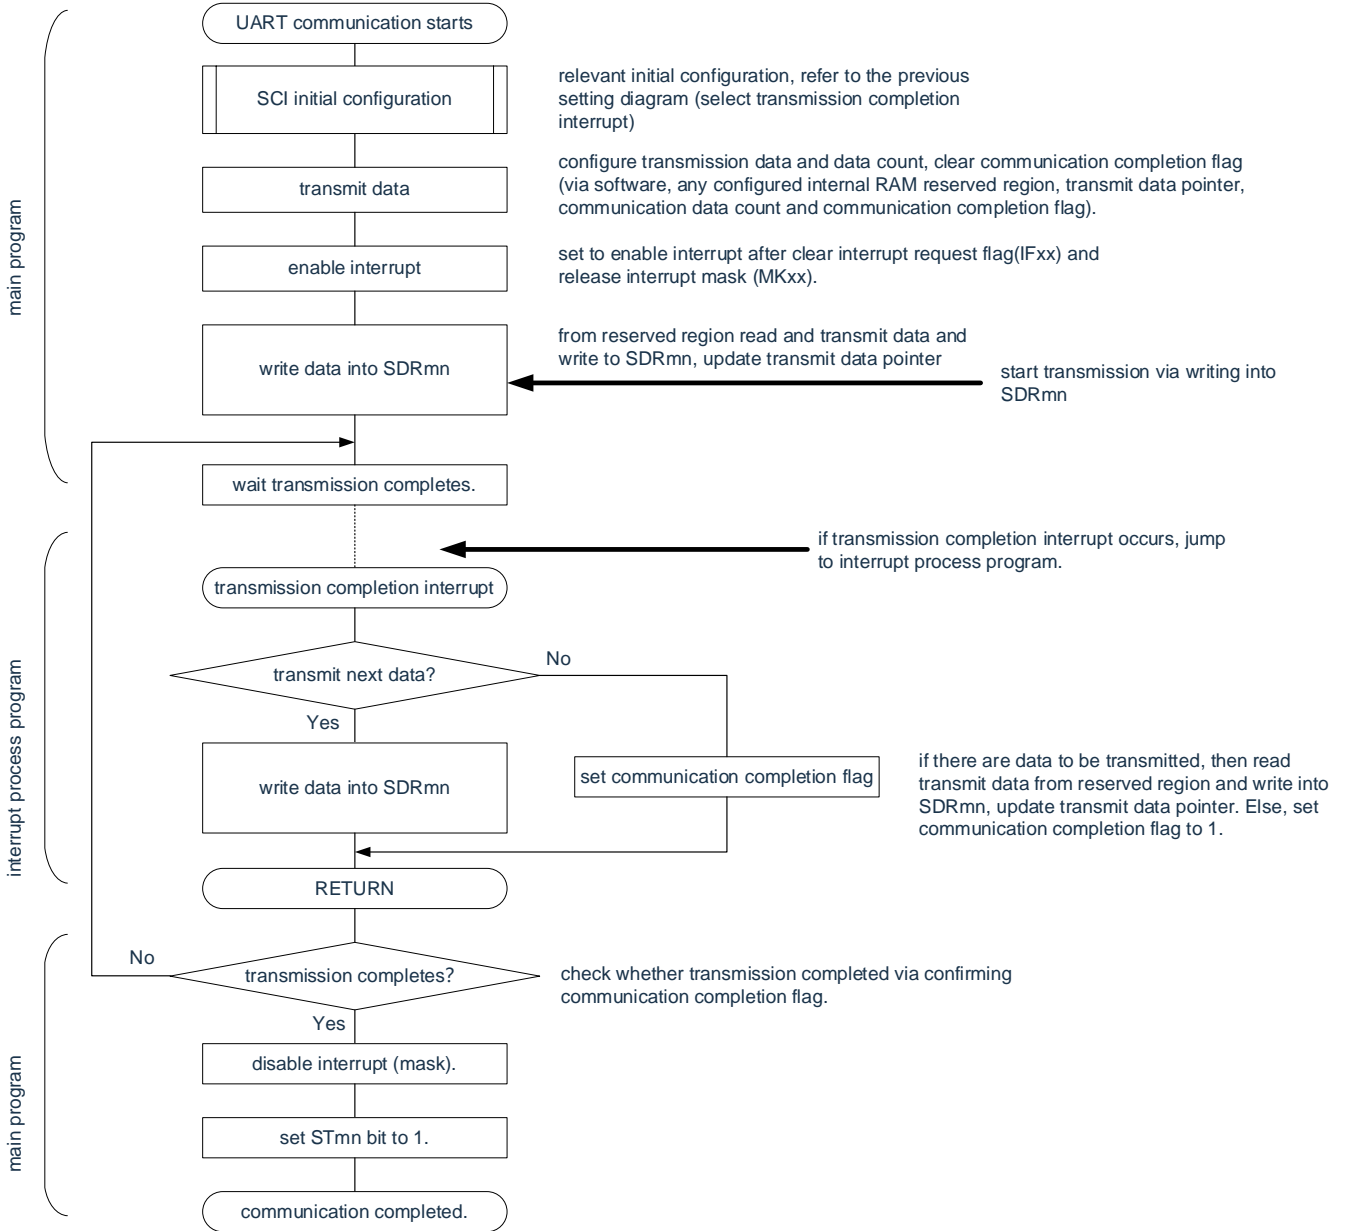 UART communication starts
SCI initial configuration
relevant initial configuration, refer to the previous
setting diagram (select transmission completion
interrupt)
transmit data
configure transmission data and data count, clear communication completion flag
(via software, any configured internal RAM reserved region, transmit data pointer,
communication data count and communication completion flag).
main program
enable interrupt
set to enable interrupt after clear interrupt request flag(IFxx) and
release interrupt mask (MKxx).
write data into SDRmn
from reserved region read and transmit data and
write to SDRmn, update transmit data pointer
start transmission via writing into
SDRmn
wait transmission completes.
if transmission completion interrupt occurs, jump
to interrupt process program.
transmission completion interrupt
interrupt process program
transmit next data?
No
Yes
write data into SDRmn
set communication completion flag
if there are data to be transmitted, then read
transmit data from reserved region and write into
SDRmn, update transmit data pointer. Else, set
communication completion flag to 1.
RETURN
No
transmission completes?
check whether transmission completed via confirming
communication completion flag.
Yes
main program
disable interrupt (mask).
set STmn bit to 1.
communication completed.